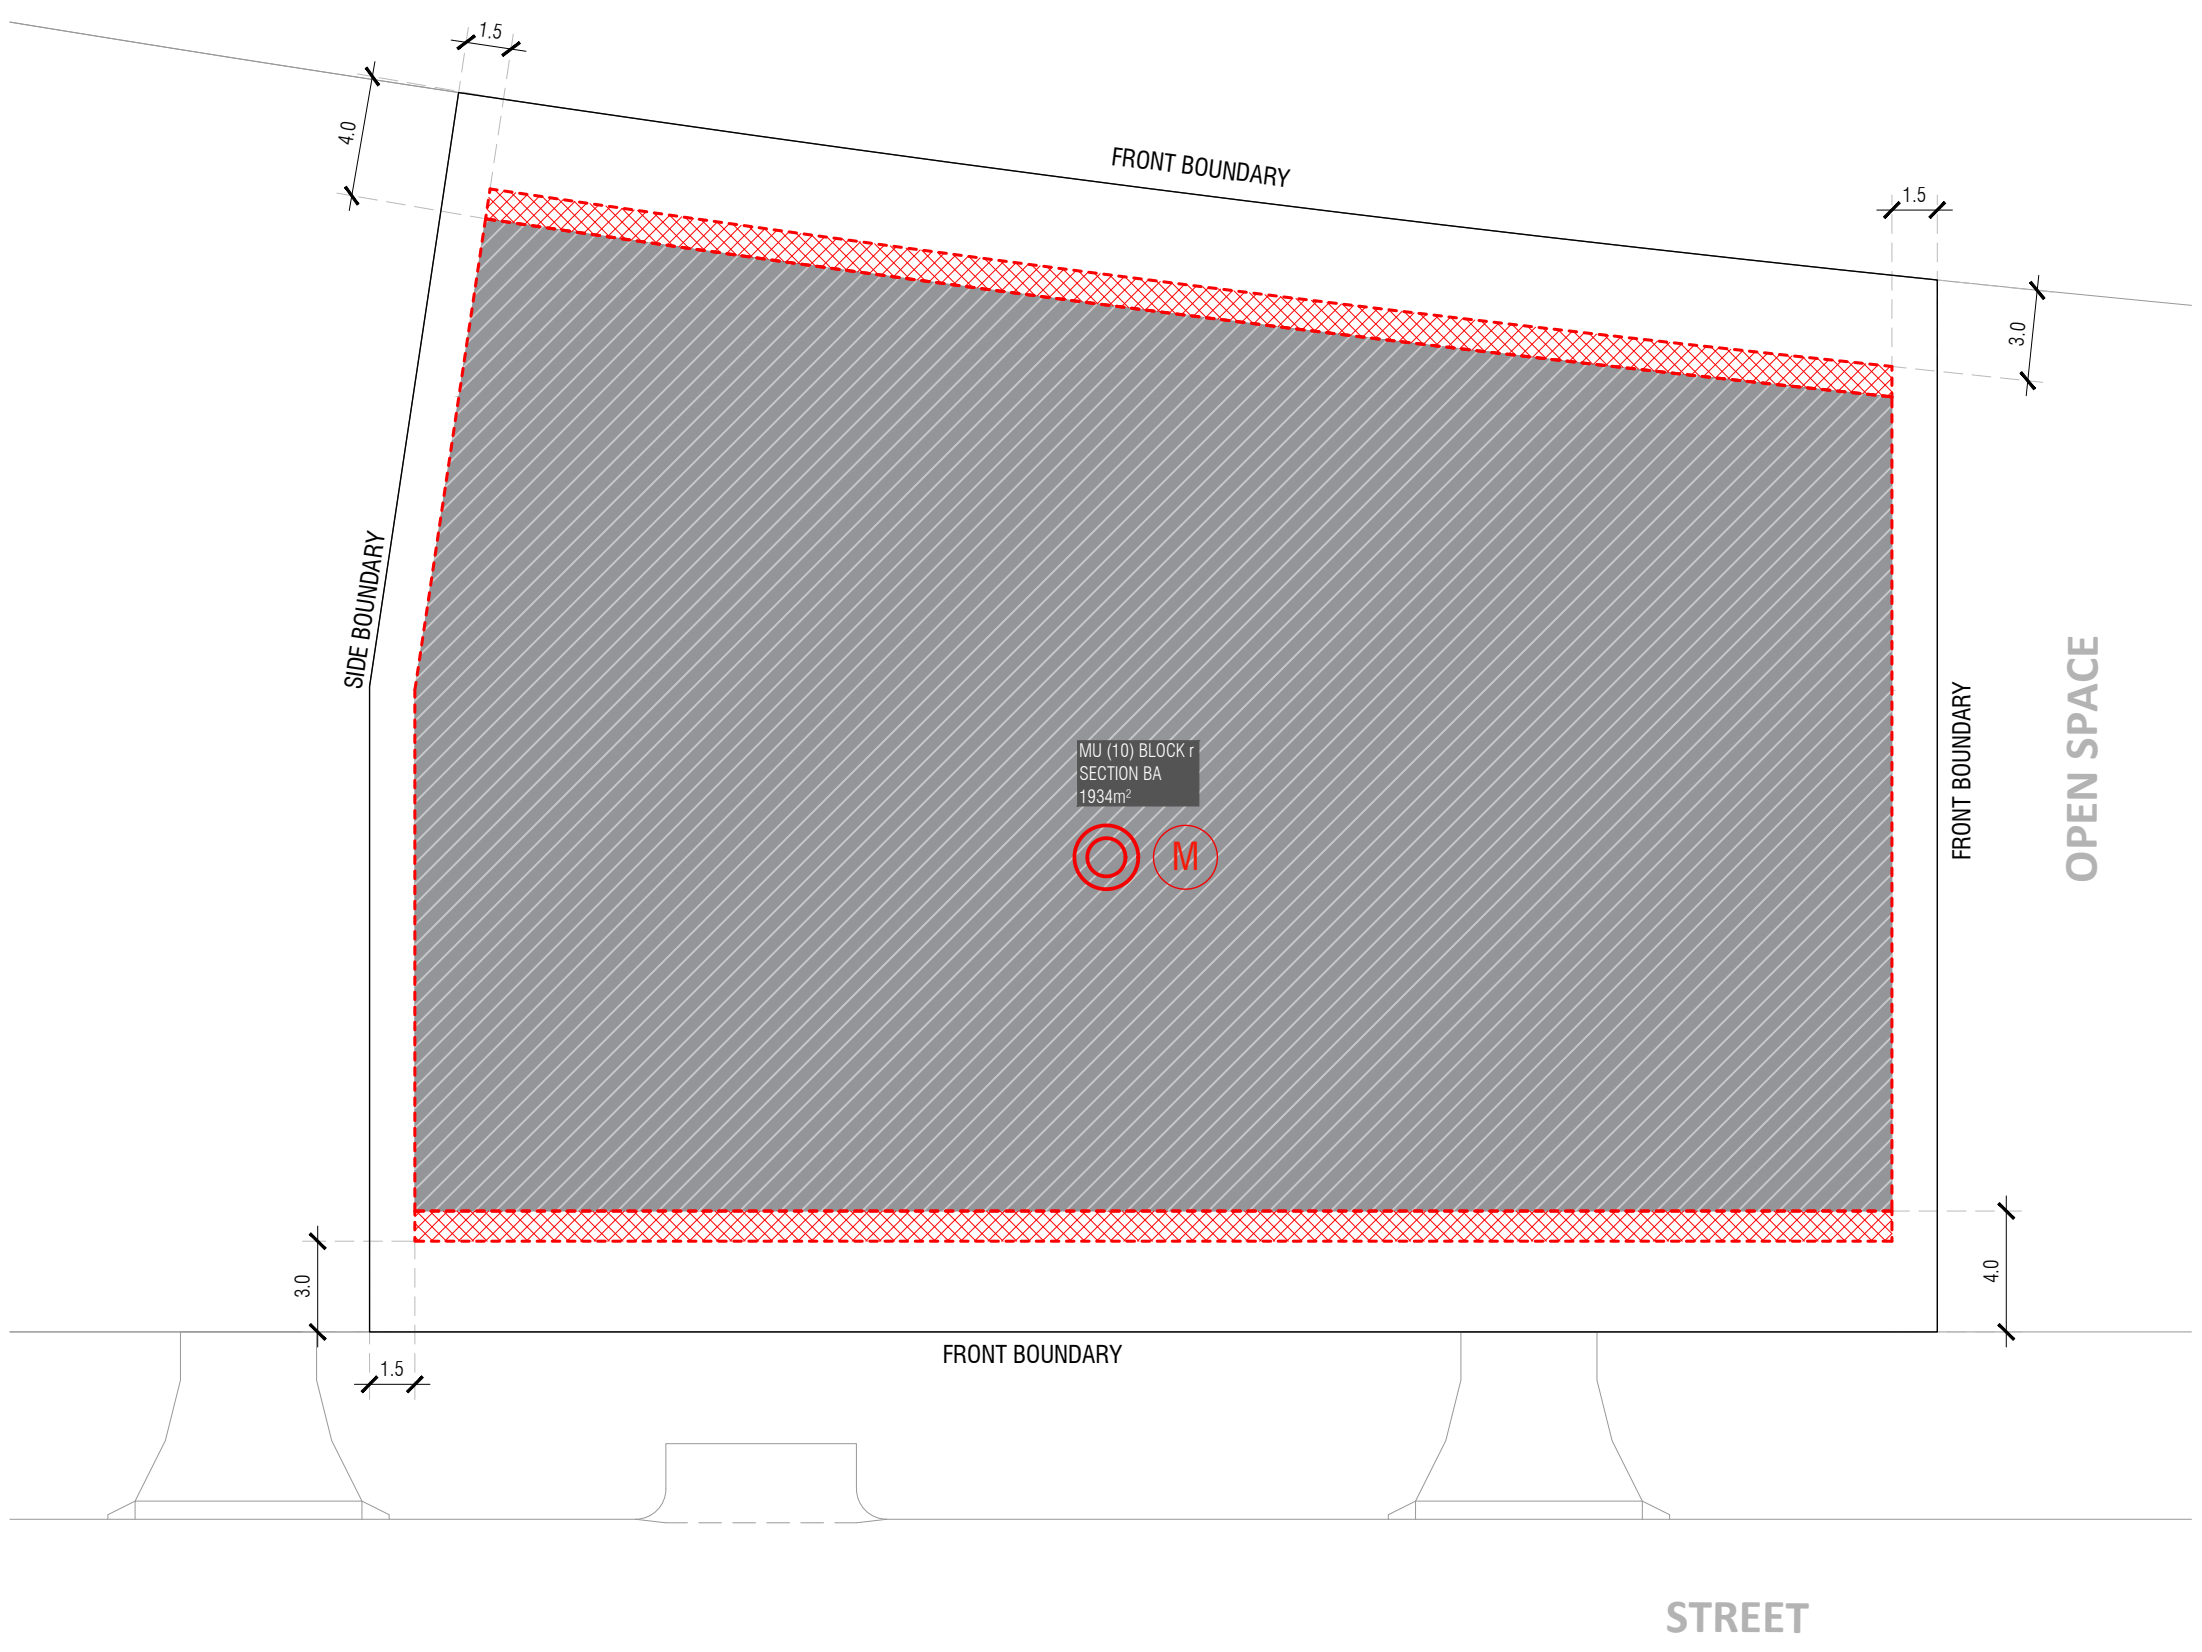 1.5
4.0
FRONT BOUNDARY
1.5
3.0
SIDE BOUNDARY
MU (10) BLOCK r
SECTION BA
1934m²
M
FRONT BOUNDARY
OPEN SPACE
3.0
4.0
FRONT BOUNDARY
1.5
STREET